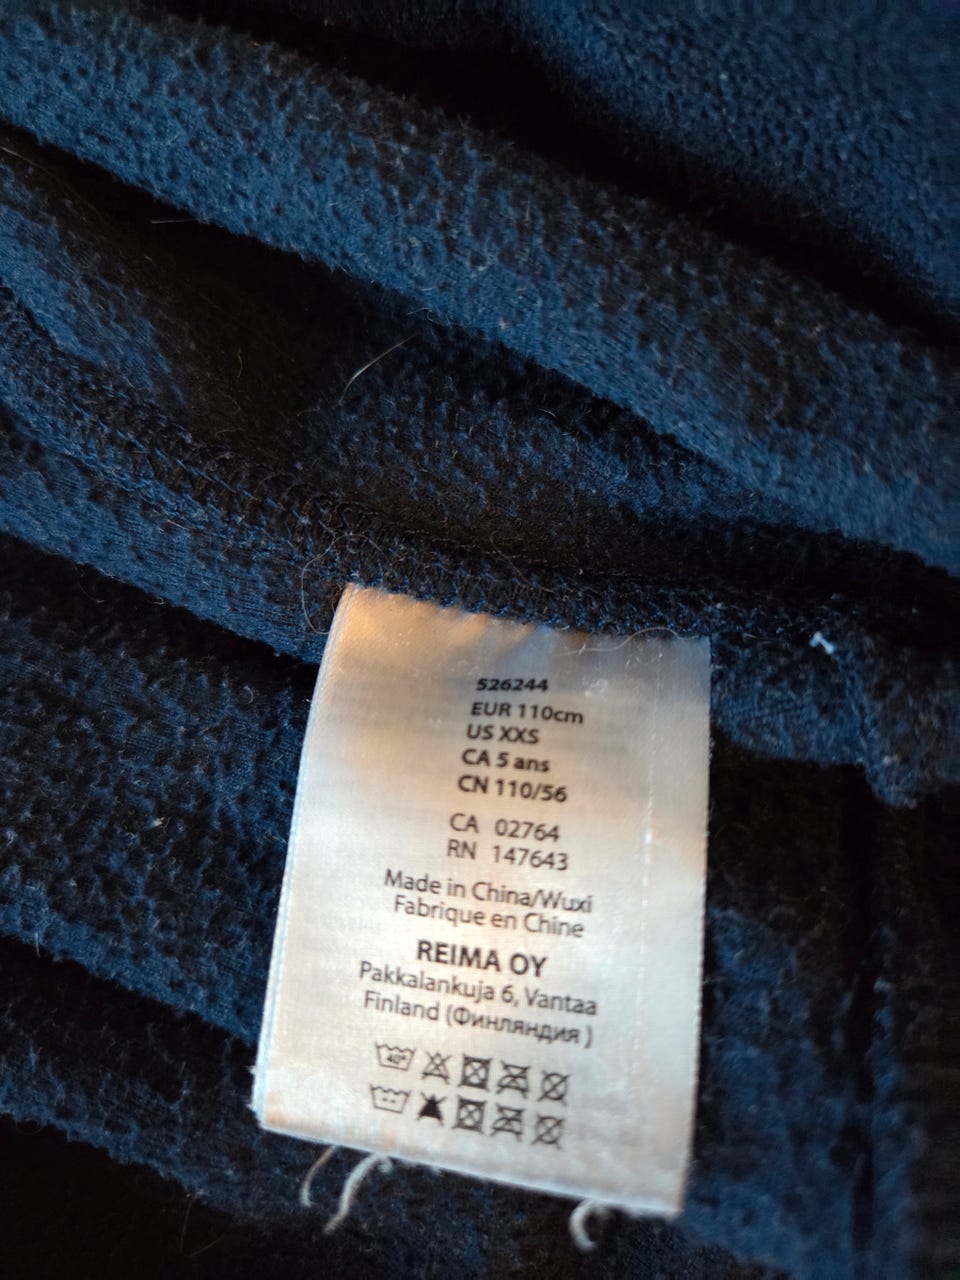 526244
EUR 110cm
US XXS
CA 5 ans
CN 110/56
CA 02764
RN 147643
Made in China/Wuxi
Fabrique en Chine
REIMA OY
Pakkalankuja 6, Vantaa
Finland (Финляндия )
40°